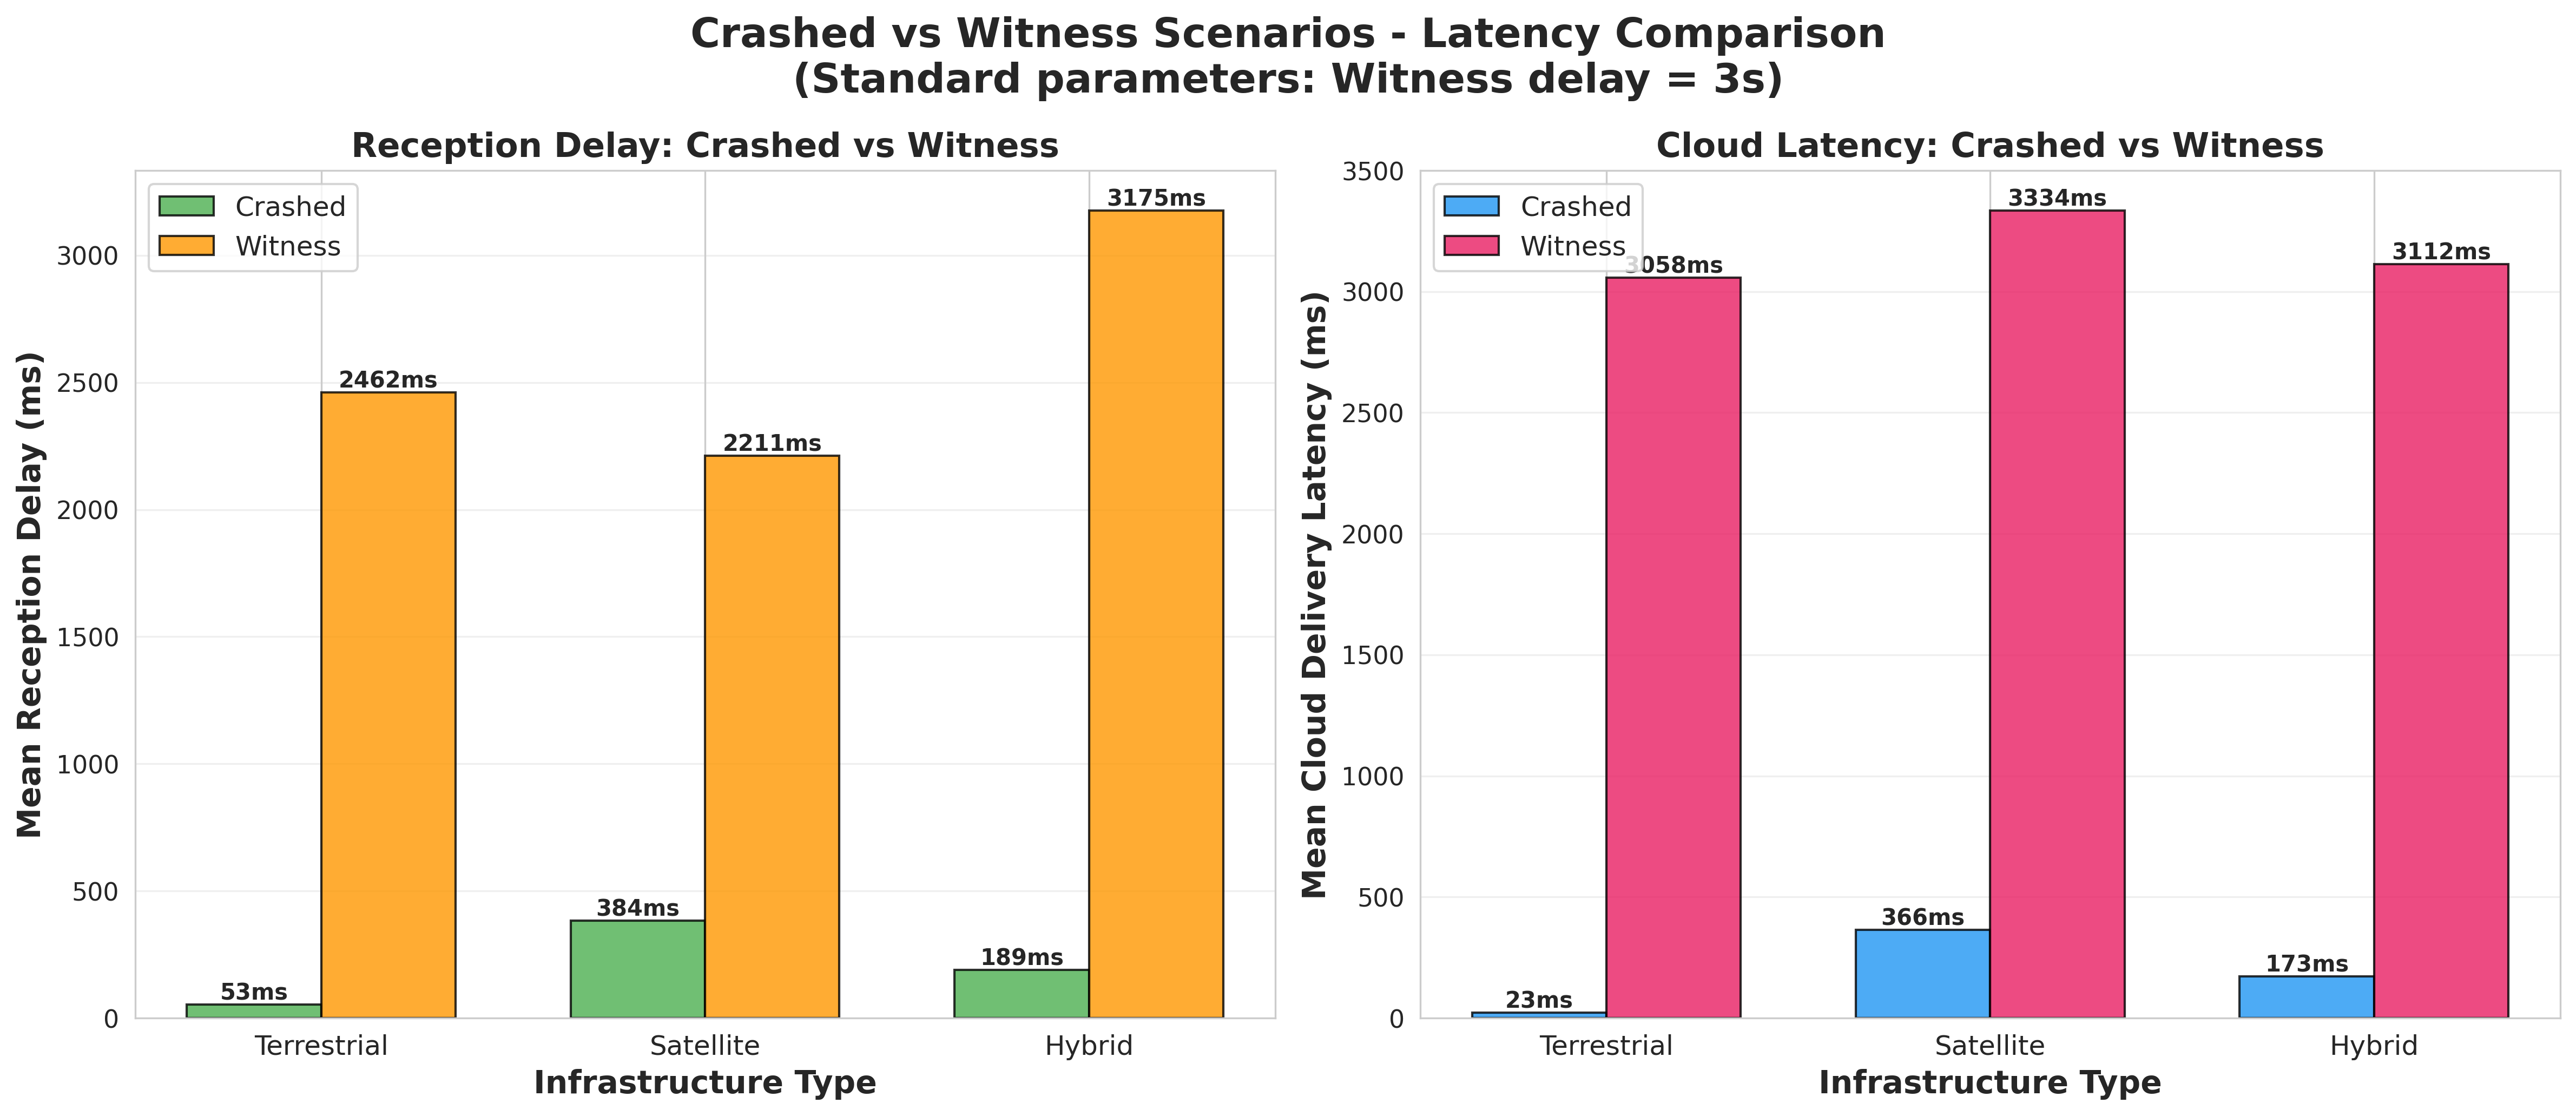 Crashed vs Witness Scenarios - Latency Comparison
(Standard parameters: Witness delay = 3s)
Reception Delay: Crashed vs Witness
Crashed
Witness
Mean Reception Delay (ms)
3000
2500
2000
1500
1000
500
0
53ms
2462ms
384ms
2211ms
189ms
3175ms
Terrestrial
Satellite
Hybrid
Infrastructure Type
Cloud Latency: Crashed vs Witness
Crashed
Witness
Mean Cloud Delivery Latency (ms)
3500
3000
2500
2000
1500
1000
500
0
23ms
3058ms
366ms
3334ms
173ms
3112ms
Terrestrial
Satellite
Hybrid
Infrastructure Type